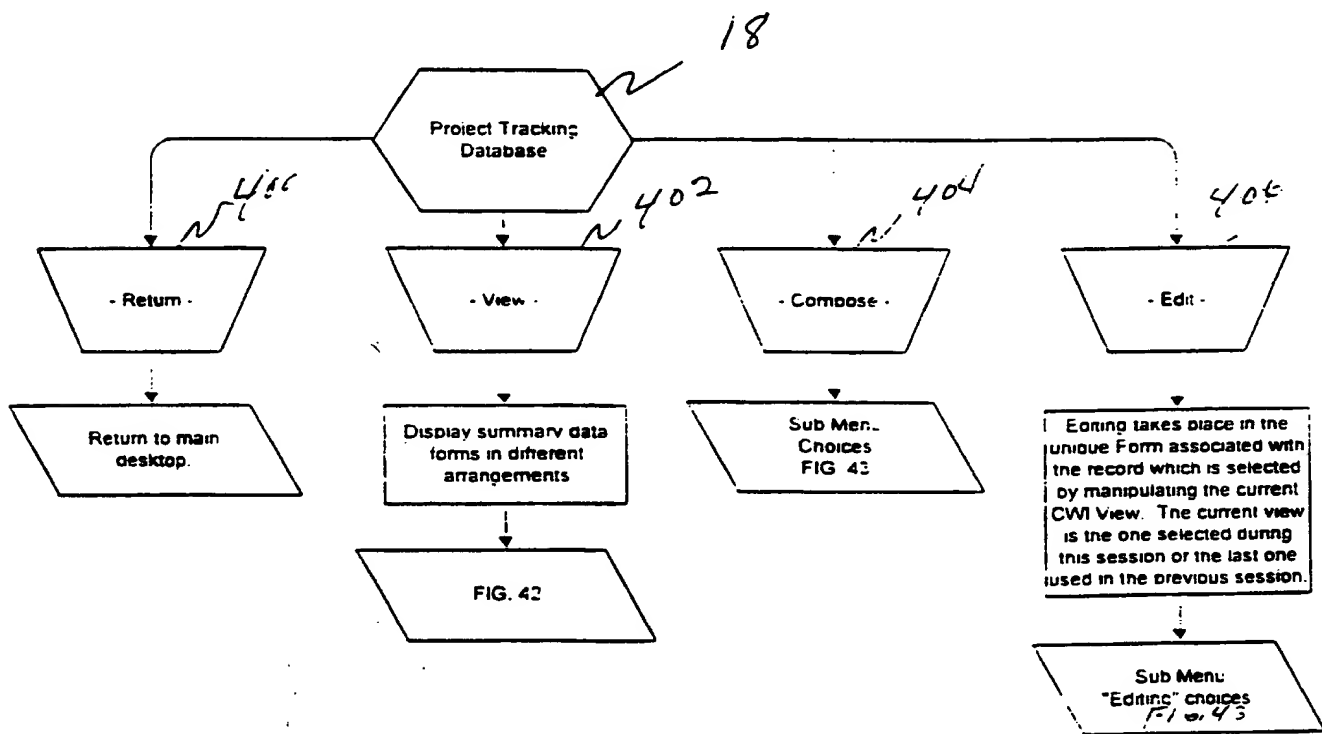 18
Project Tracking
Database
402
404
- Return -
- View -
- Compose -
- Edit -
Return to main
desktop.
Display summary data
forms in different
arrangements
FIG. 42
Sub Menu
Choices
FIG. 43
Editing takes place in the
unique Form associated with
the record which is selected
by manipulating the current
CWI View. The current view
is the one selected during
this session or the last one
used in the previous session.
Sub Menu
"Editing" choices
FIG. 43